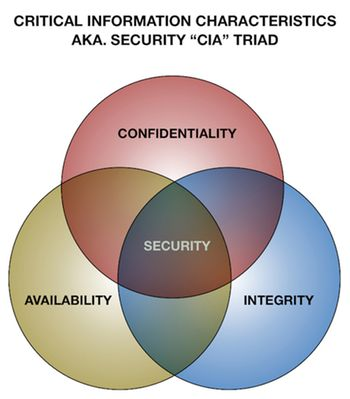 CRITICAL INFORMATION CHARACTERISTICS
AKA. SECURITY “CIA” TRIAD
CONFIDENTIALITY
SECURITY
AVAILABILITY
INTEGRITY